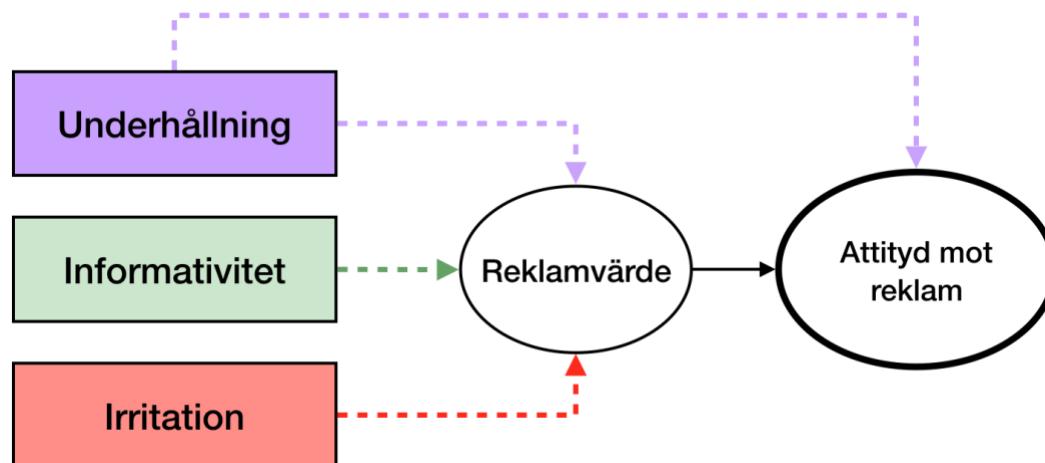 Underhållning
Informativitet
Irritation
Reklamvärde
Attityd mot
reklam